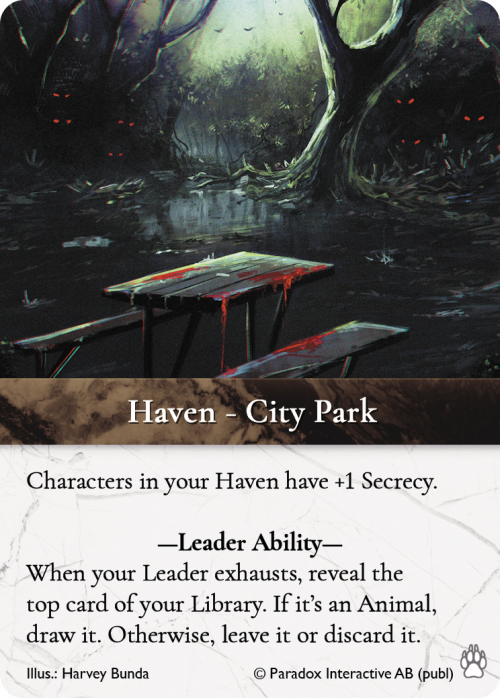 Haven - City Park
Characters in your Haven have +1 Secrecy.
—Leader Ability—
When your Leader exhausts, reveal the
top card of your Library. If it's an Animal,
draw it. Otherwise, leave it or discard it.
Illus.: Harvey Bunda
© Paradox Interactive AB (publ)